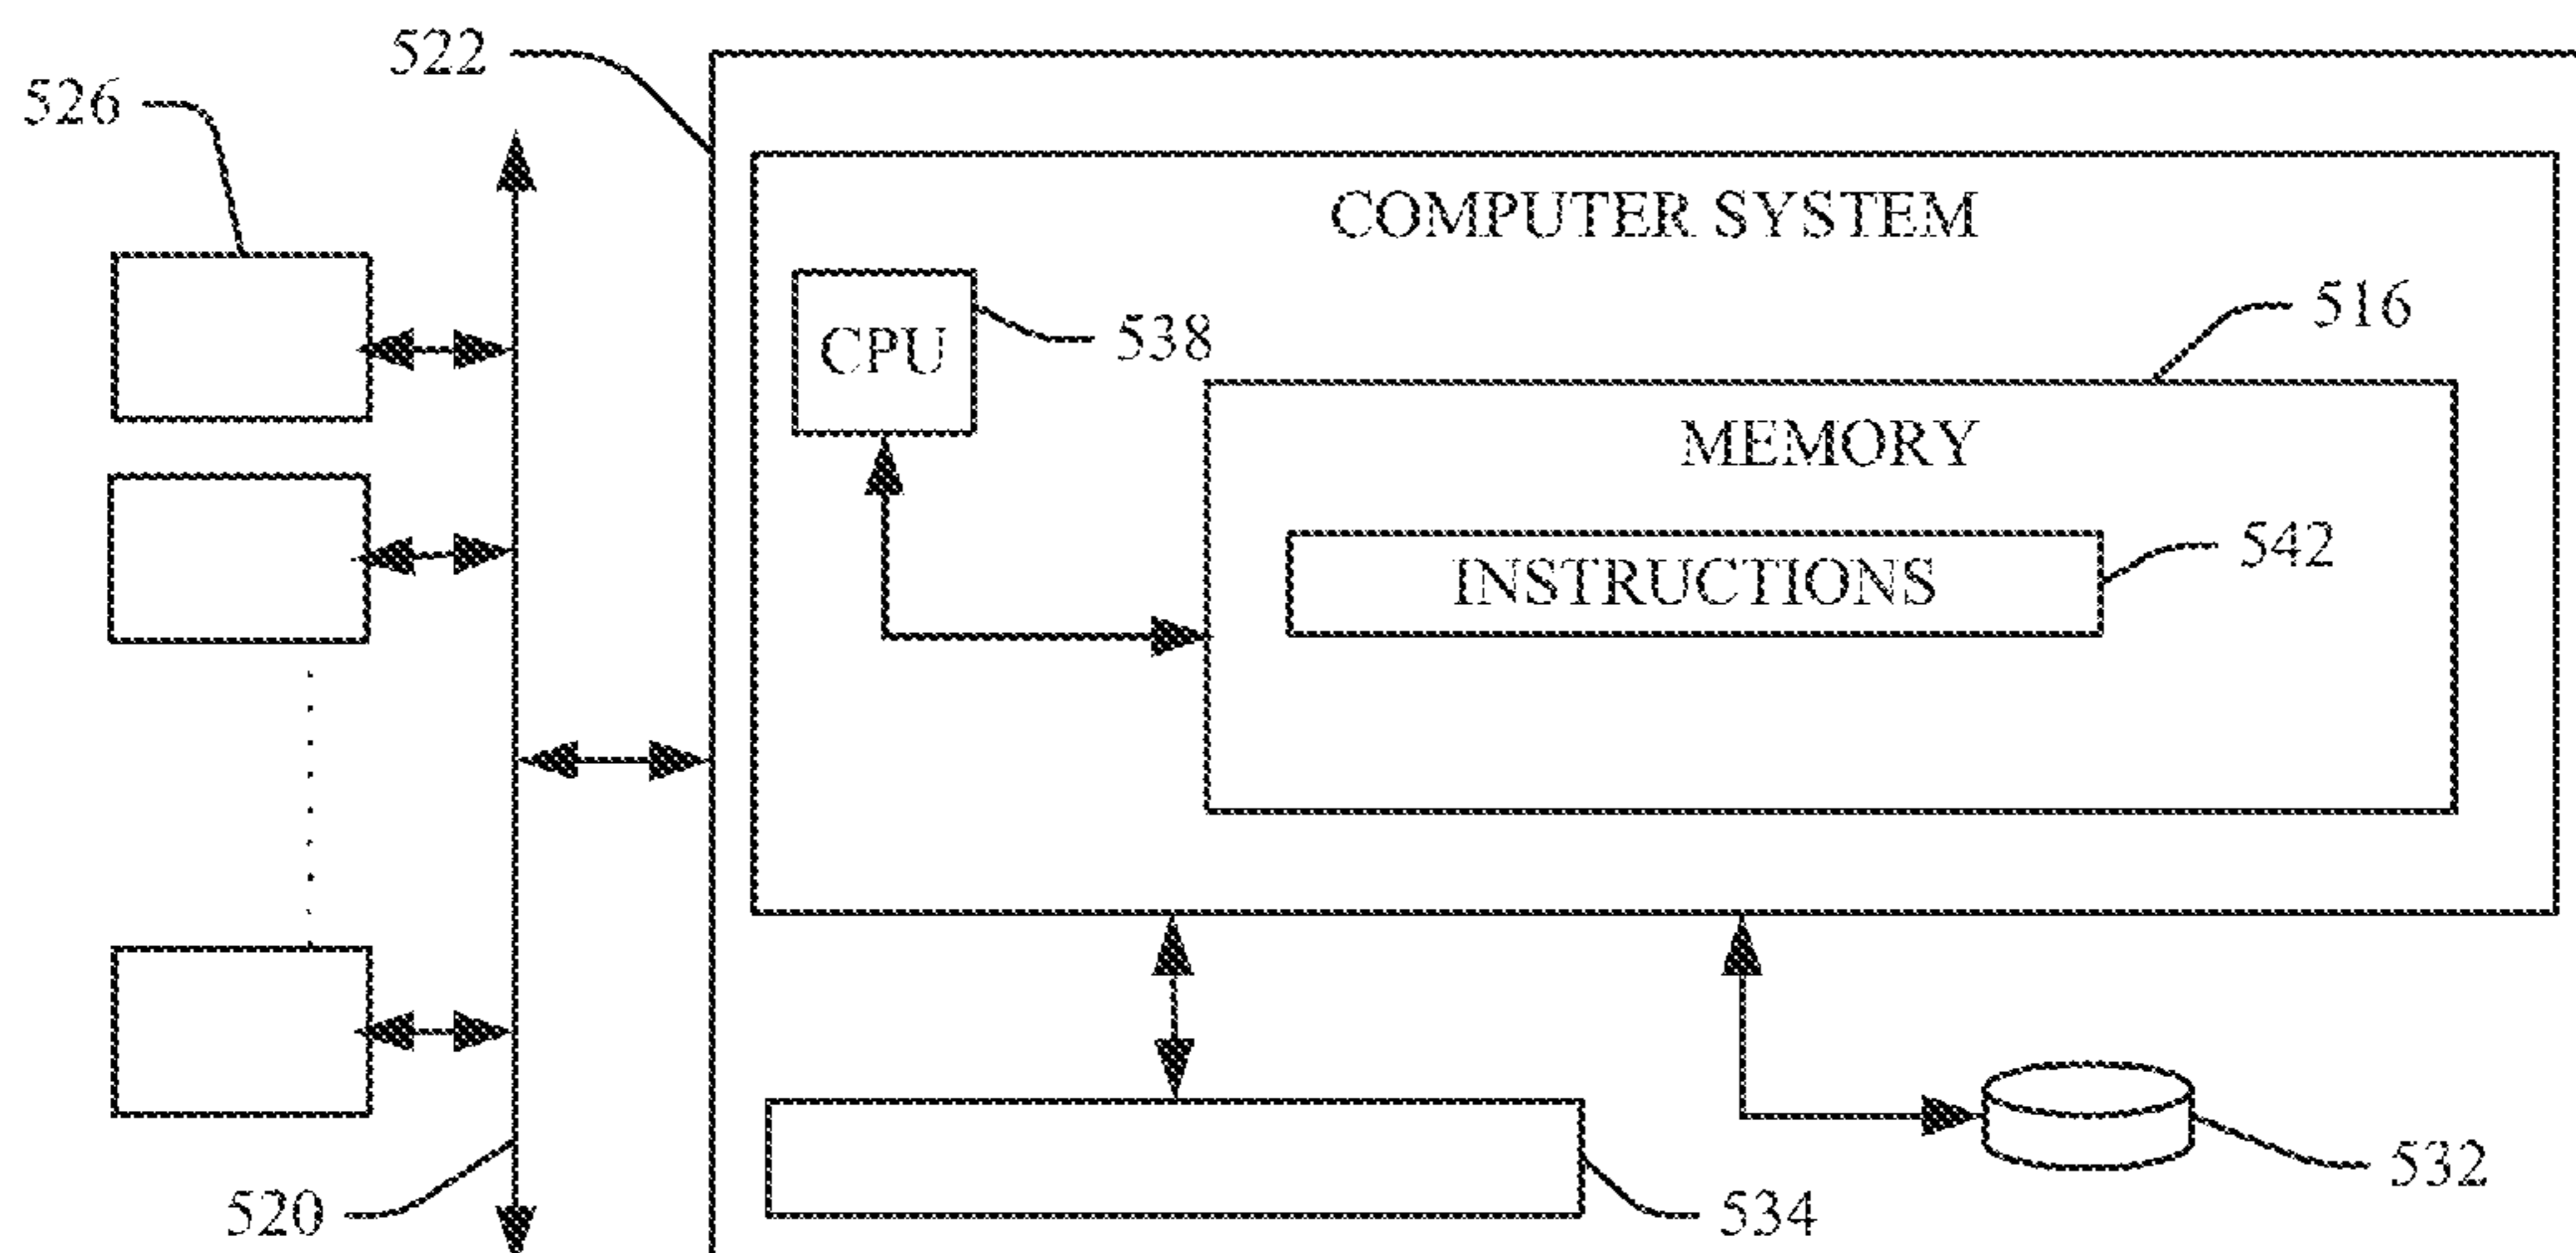 522
526
COMPUTER SYSTEM
516
CPU
538
MEMORY
542
INSTRUCTIONS
532
520
534